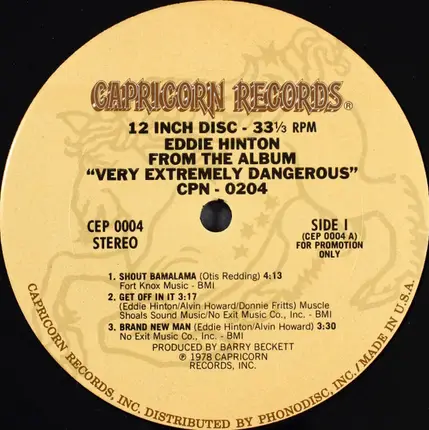 CAPRICORN RECORDS®
12 INCH DISC - 33⅓ RPM
EDDIE HINTON
FROM THE ALBUM
"VERY EXTREMELY DANGEROUS"
CPN - 0204
CEP 0004
STEREO
SIDE I
(CEP 0004 A)
FOR PROMOTION
ONLY
1. SHOUT BAMALAMA (Otis Redding) 4:13
Fort Knox Music - BMI
2. GET OFF IN IT 3:17
(Eddie Hinton/Alvin Howard/Donnie Fritts) Muscle
Shoals Sound Music/No Exit Music Co., Inc. - BMI
3. BRAND NEW MAN (Eddie Hinton/Alvin Howard) 3:30
No Exit Music Co., Inc. - BMI
PRODUCED BY BARRY BECKETT
℗ 1978 CAPRICORN
RECORDS, INC.
CAPRICORN RECORDS, INC. DISTRIBUTED BY PHONODISC, INC./MADE IN U.S.A.